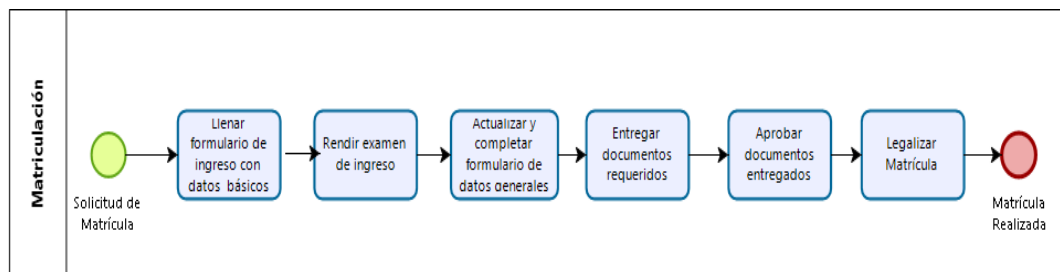 Matriculación
Solicitud de
Matrícula
Llenar
formulario de
ingreso con
datos básicos
Rendir examen
de ingreso
Actualizar y
completar
formulario de
datos generales
Entregar
documentos
requeridos
Aprobar
documentos
entregados
Legalizar
Matrícula
Matrícula
Realizada